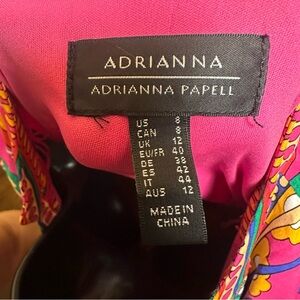 ADRIANNA
ADRIANNA PAPELL
US 8
CAN 8
UK 12
EU/FR 40
DE 38
ES 42
IT 44
AUS 12
MADE IN
CHINA